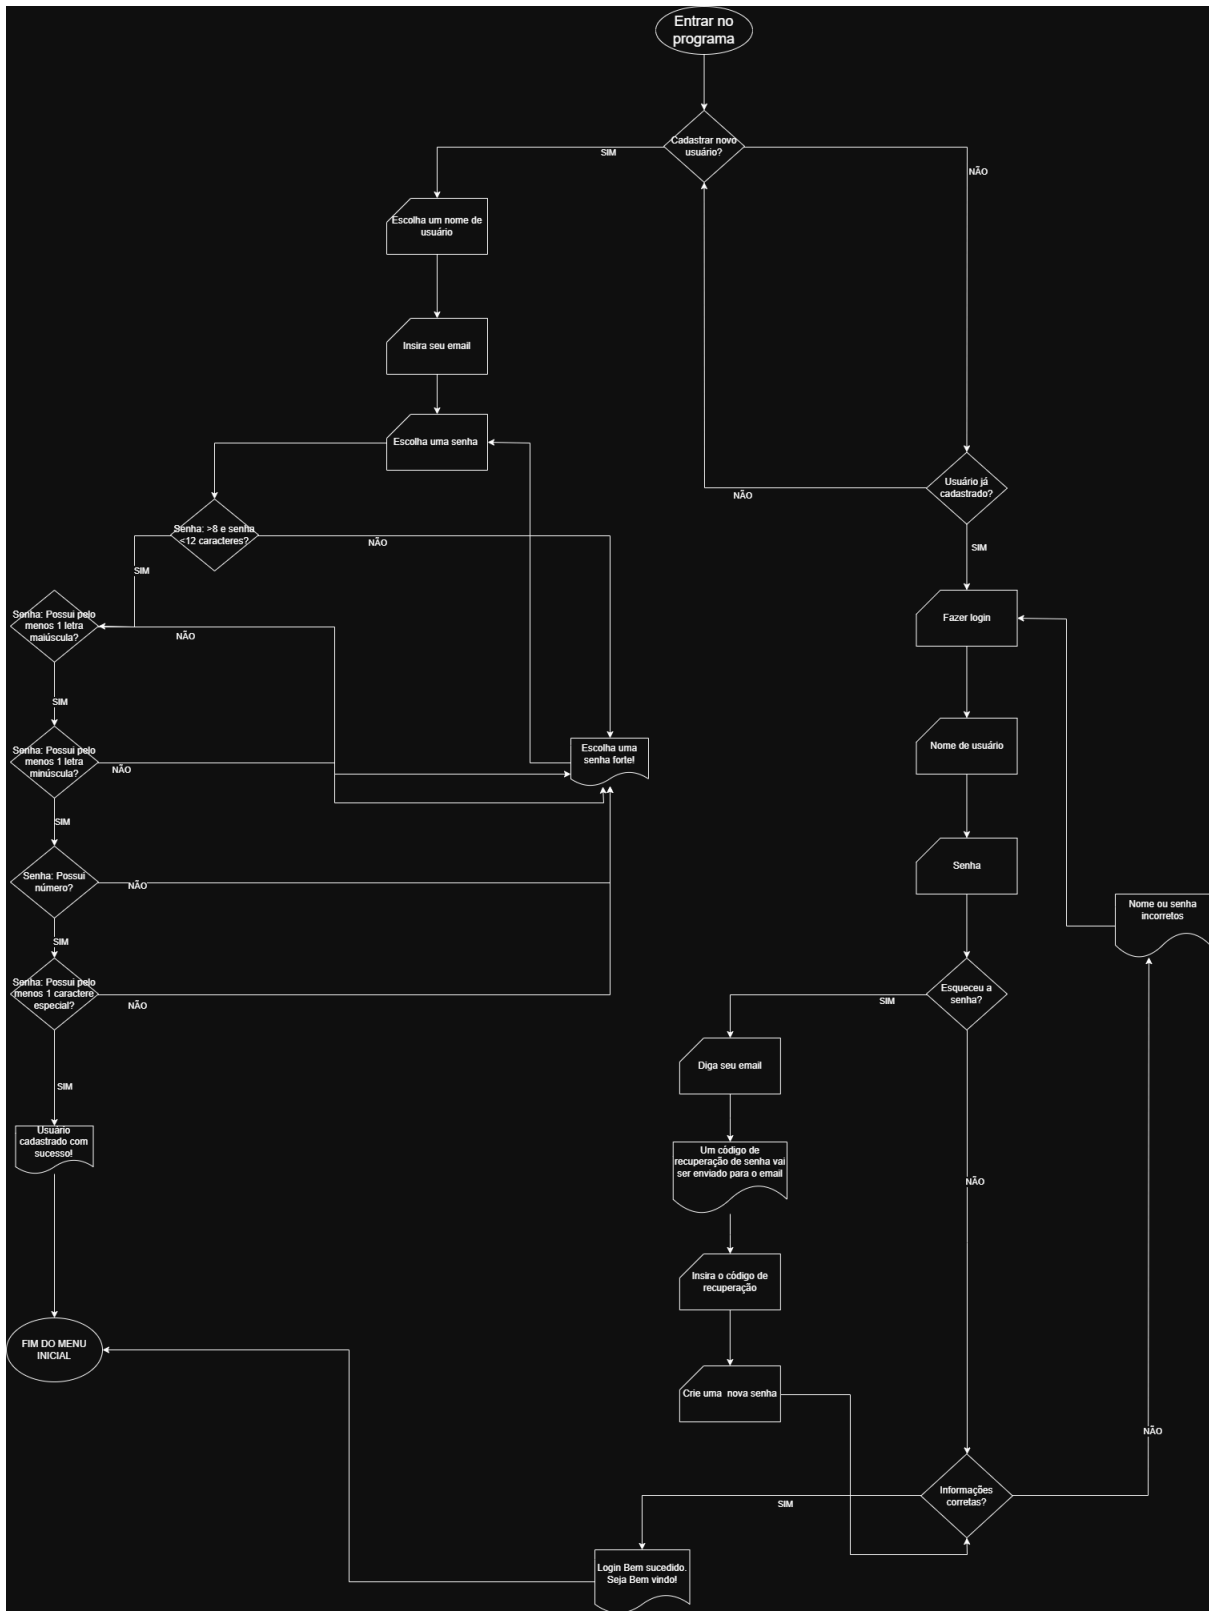 Entrar no
programa
Cadastrar novo
usuário?
SIM
NÃO
Escolha um nome de
usuário
Insira seu email
Escolha uma senha
Senha: >8 e senha
<12 caracteres?
NÃO
SIM
Senha: Possui pelo
menos 1 letra
maiúscula?
NÃO
SIM
Senha: Possui pelo
menos 1 letra
minúscula?
NÃO
SIM
Escolha uma
senha forte!
Senha: Possui
número?
NÃO
SIM
Senha: Possui pelo
menos 1 caractere
especial?
NÃO
SIM
Usuário
cadastrado com
sucesso!
FIM DO MENU
INICIAL
Usuário já
cadastrado?
NÃO
SIM
Fazer login
Nome de usuário
Senha
Nome ou senha
incorretos
Esqueceu a
senha?
SIM
NÃO
Diga seu email
Um código de
recuperação de senha vai
ser enviado para o email
Insira o código de
recuperação
Crie uma  nova senha
Informações
corretas?
NÃO
SIM
Login Bem sucedido.
Seja Bem vindo!